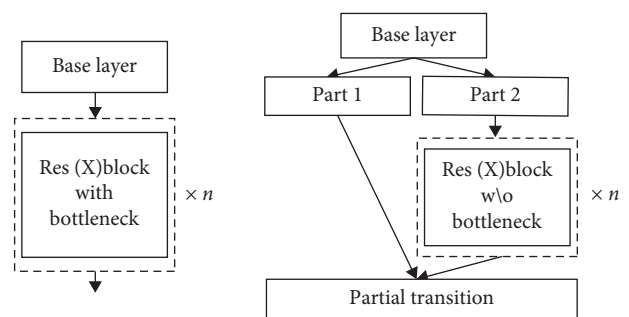 Base layer
Res (X)block
with
bottleneck
× n
Base layer
Part 1
Part 2
Res (X)block
w\o
bottleneck
× n
Partial transition